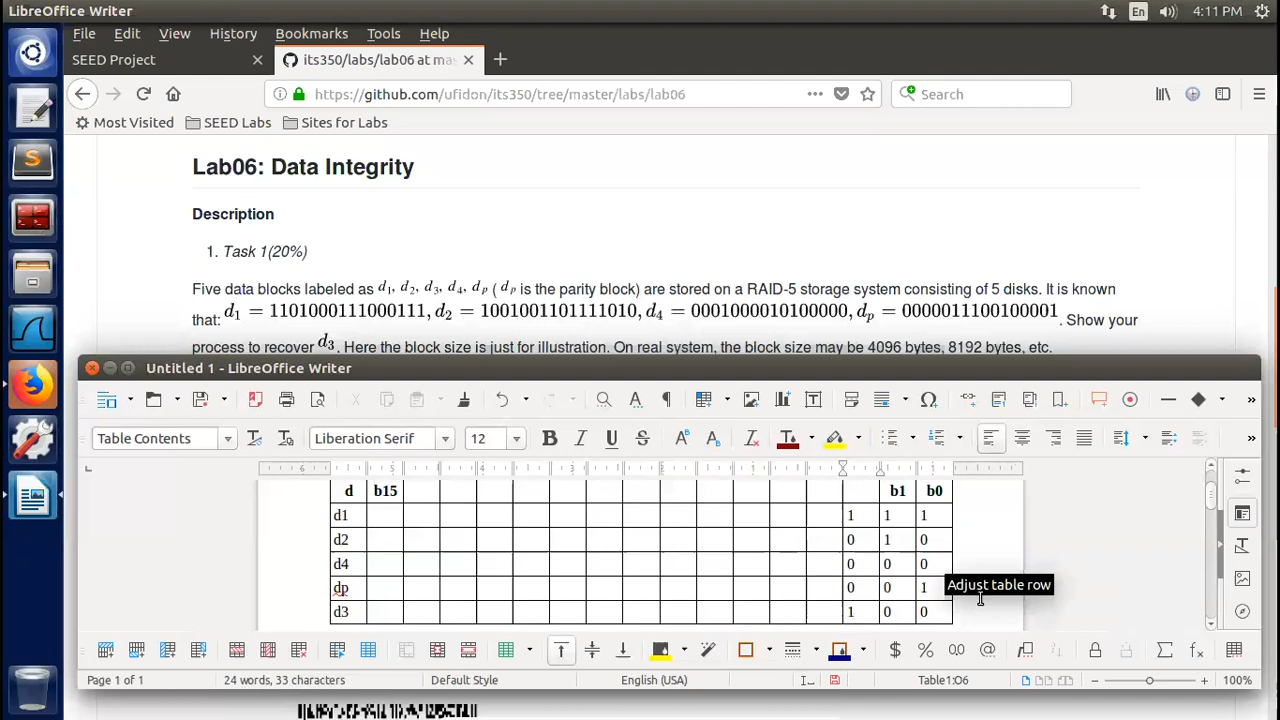 LibreOffice Writer
En
4:11 PM
File Edit View History Bookmarks Tools Help
SEED Project
its350/labs/lab06 at mas
https://github.com/ufidon/its350/tree/master/labs/lab06
Search
Most Visited SEED Labs Sites for Labs
Lab06: Data Integrity
Description
1. Task 1(20%)
Five data blocks labeled as d1, d2, d3, d4, dp ( dp is the parity block) are stored on a RAID-5 storage system consisting of 5 disks. It is known
that: d1 = 1101000111000111, d2 = 1001001101111010, d4 = 0001000010100000, dp = 0000011100100001. Show your
process to recover d3. Here the block size is just for illustration. On real system, the block size may be 4096 bytes, 8192 bytes, etc.
Untitled 1 - LibreOffice Writer
Table Contents Liberation Serif 12
6 5 4 3 2 1 1
d b15 b1 b0
d1 1 1 1
d2 0 1 0
d4 0 0 0
dp 0 0 1
Adjust table row
d3 1 0 0
Page 1 of 1 24 words, 33 characters Default Style English (USA) Table1:O6 100%